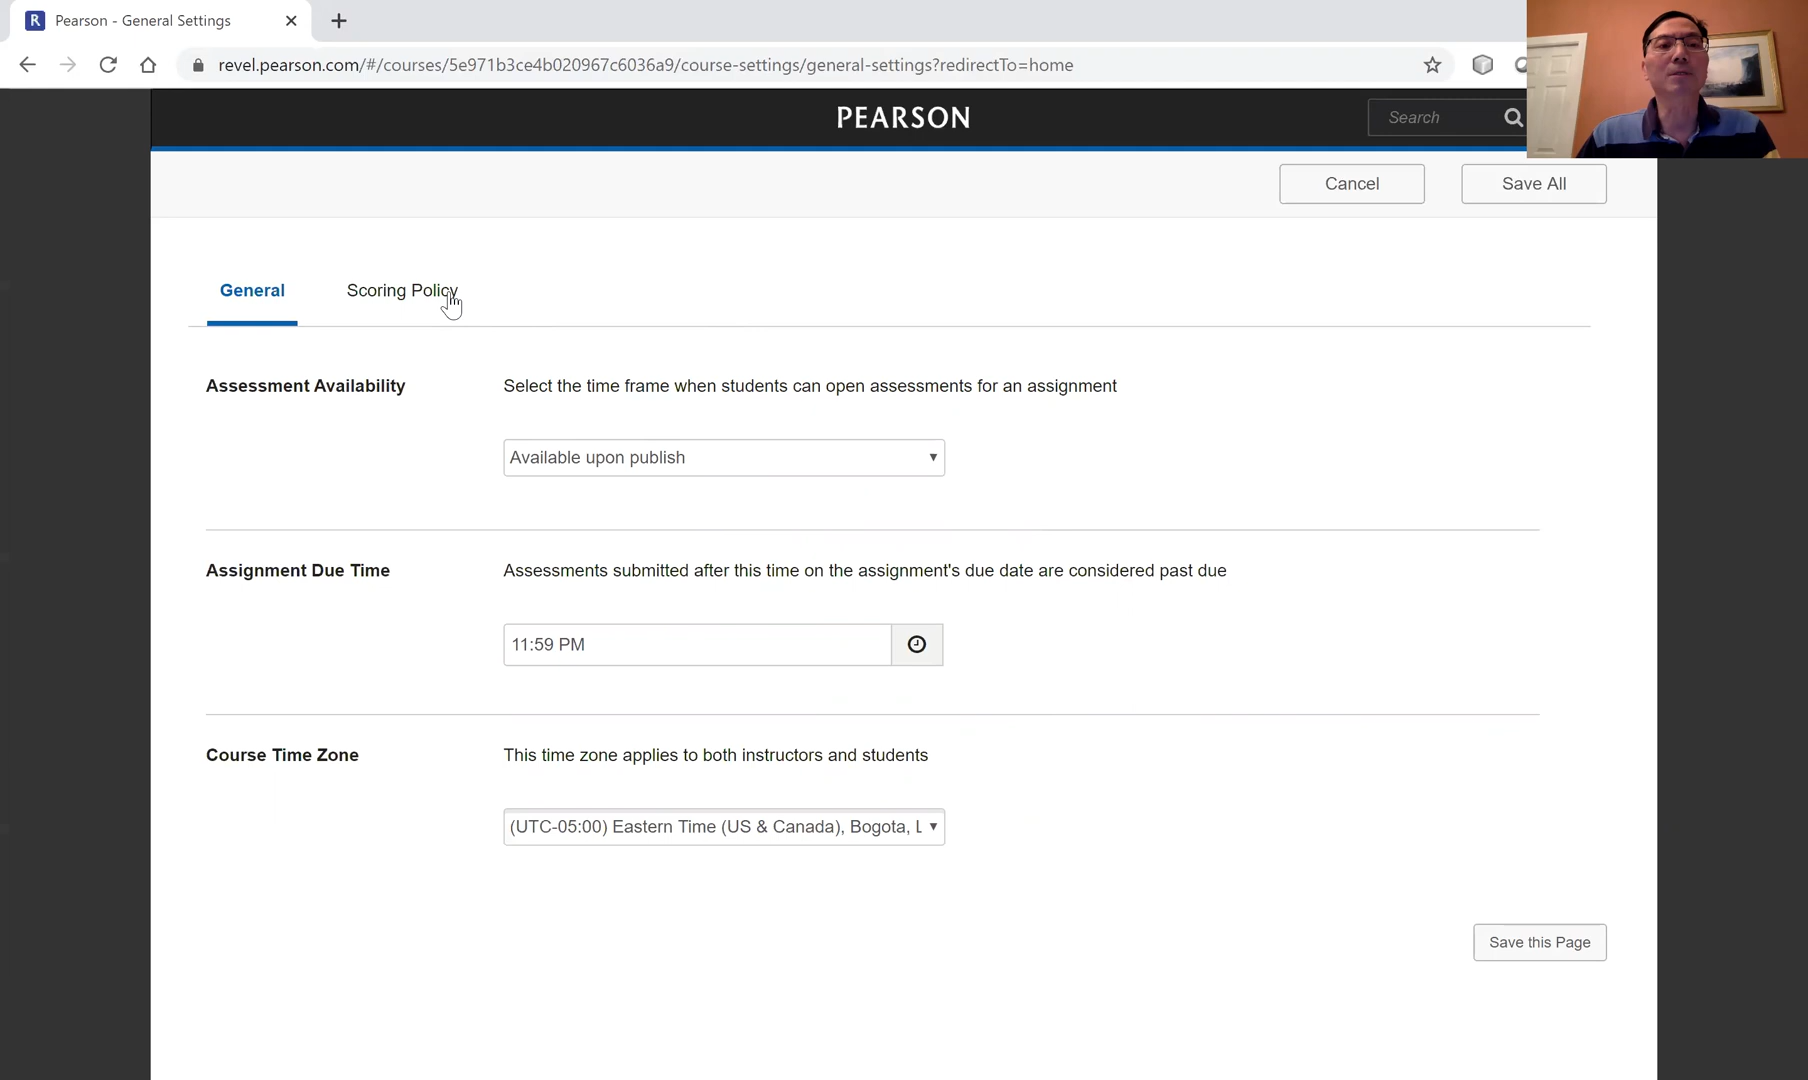 R Pearson - General Settings
revel.pearson.com/#/courses/5e971b3ce4b020967c6036a9/course-settings/general-settings?redirectTo=home
PEARSON
Search
Cancel
Save All
General
Scoring Policy
Assessment Availability
Select the time frame when students can open assessments for an assignment
Available upon publish
Assignment Due Time
Assessments submitted after this time on the assignment's due date are considered past due
11:59 PM
Course Time Zone
This time zone applies to both instructors and students
(UTC-05:00) Eastern Time (US & Canada), Bogota, L
Save this Page